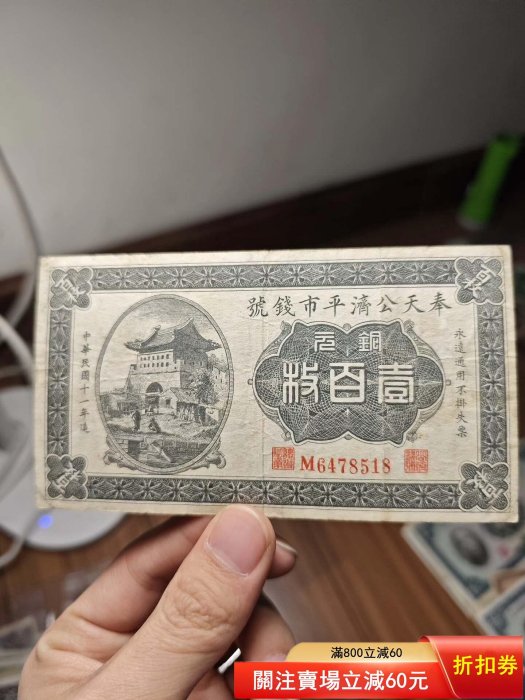 奉天公濟平市錢號
銅元
壹百枚
M6478518
中華民國十一年造
永遠通用不掛失票
滿800立減60
關注賣場立減60元
折扣券